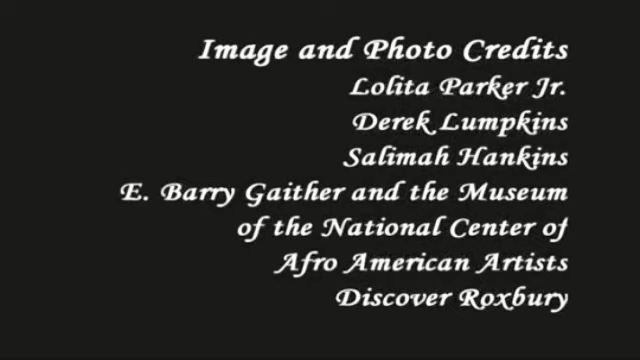 Image and Photo Credits
Lolita Parker Jr.
Derek Lumpkins
Salimah Hankins
E. Barry Gaither and the Museum
of the National Center of
Afro American Artists
Discover Roxbury